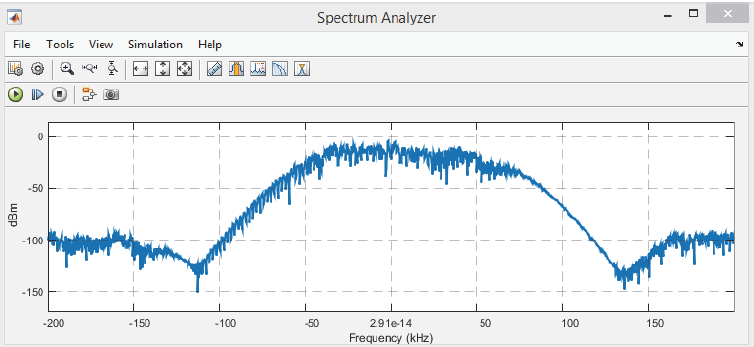 Spectrum Analyzer
File Tools View Simulation Help
0
-50
-100
-150
dBm
-200 -150 -100 -50 2.91e-14 50 100 150
Frequency (kHz)